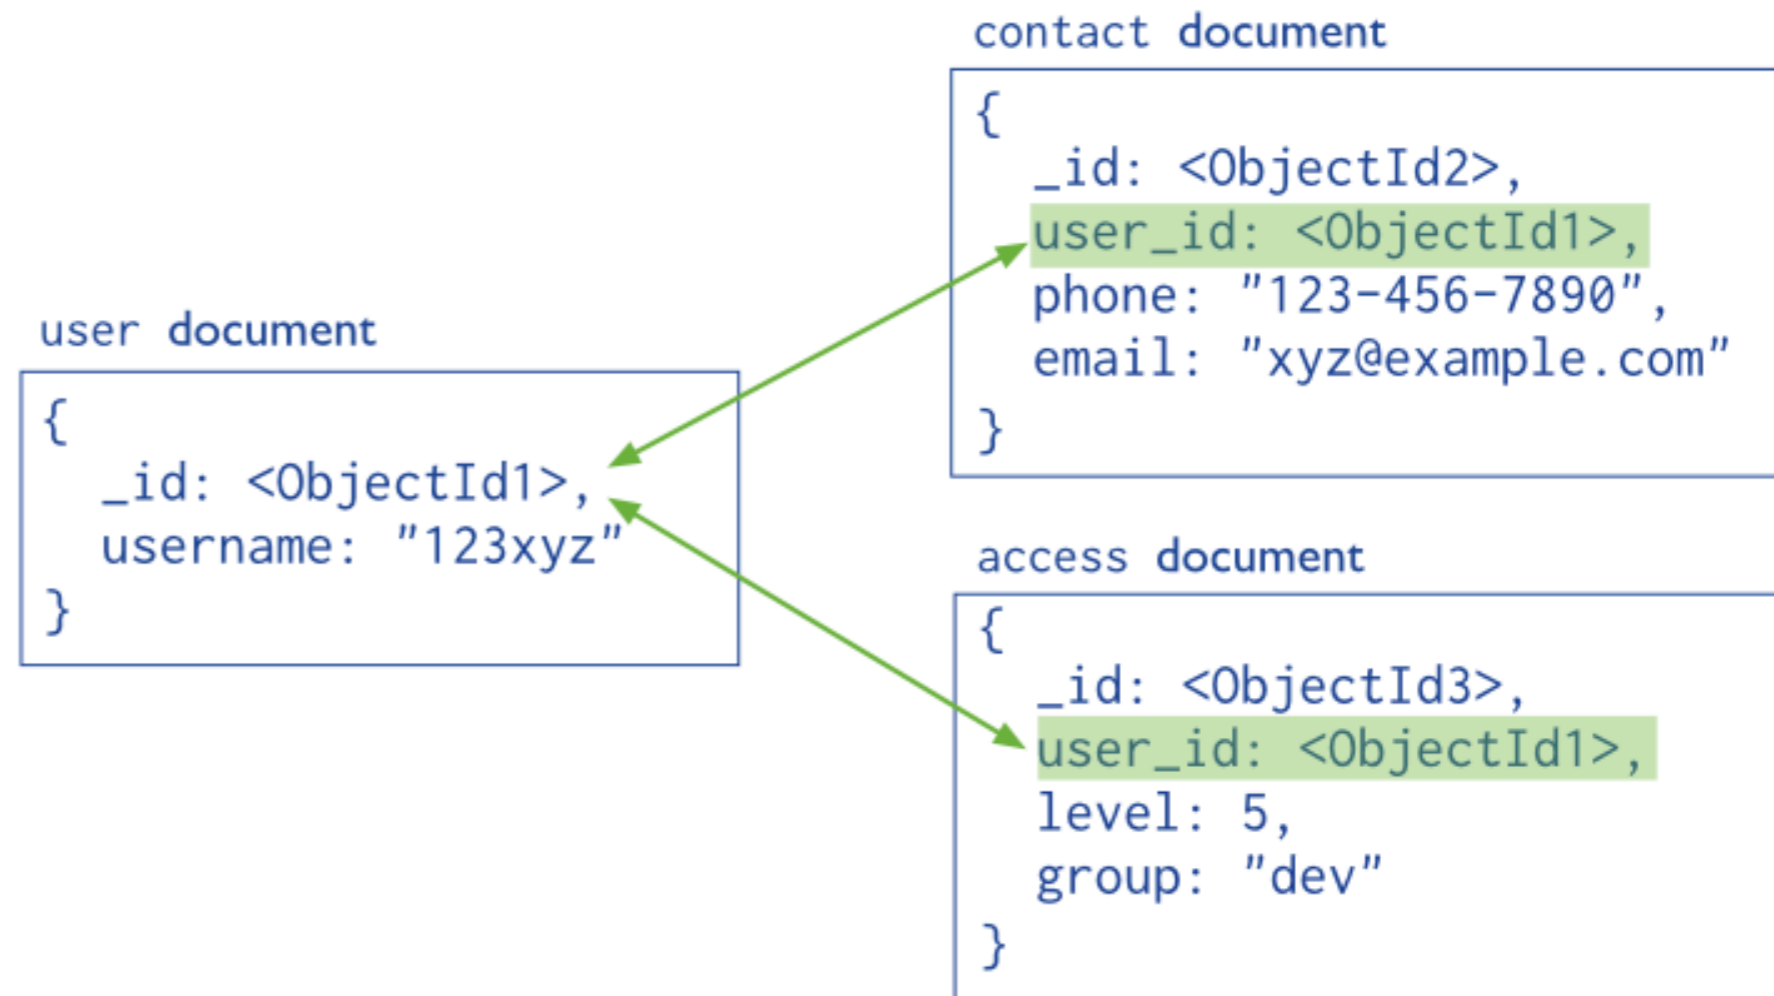 contact document
{
_id: <ObjectId2>,
user_id: <ObjectId1>,
phone: "123-456-7890",
email: "xyz@example.com"
}
user document
{
_id: <ObjectId1>,
username: "123xyz"
}
access document
{
_id: <ObjectId3>,
user_id: <ObjectId1>,
level: 5,
group: "dev"
}